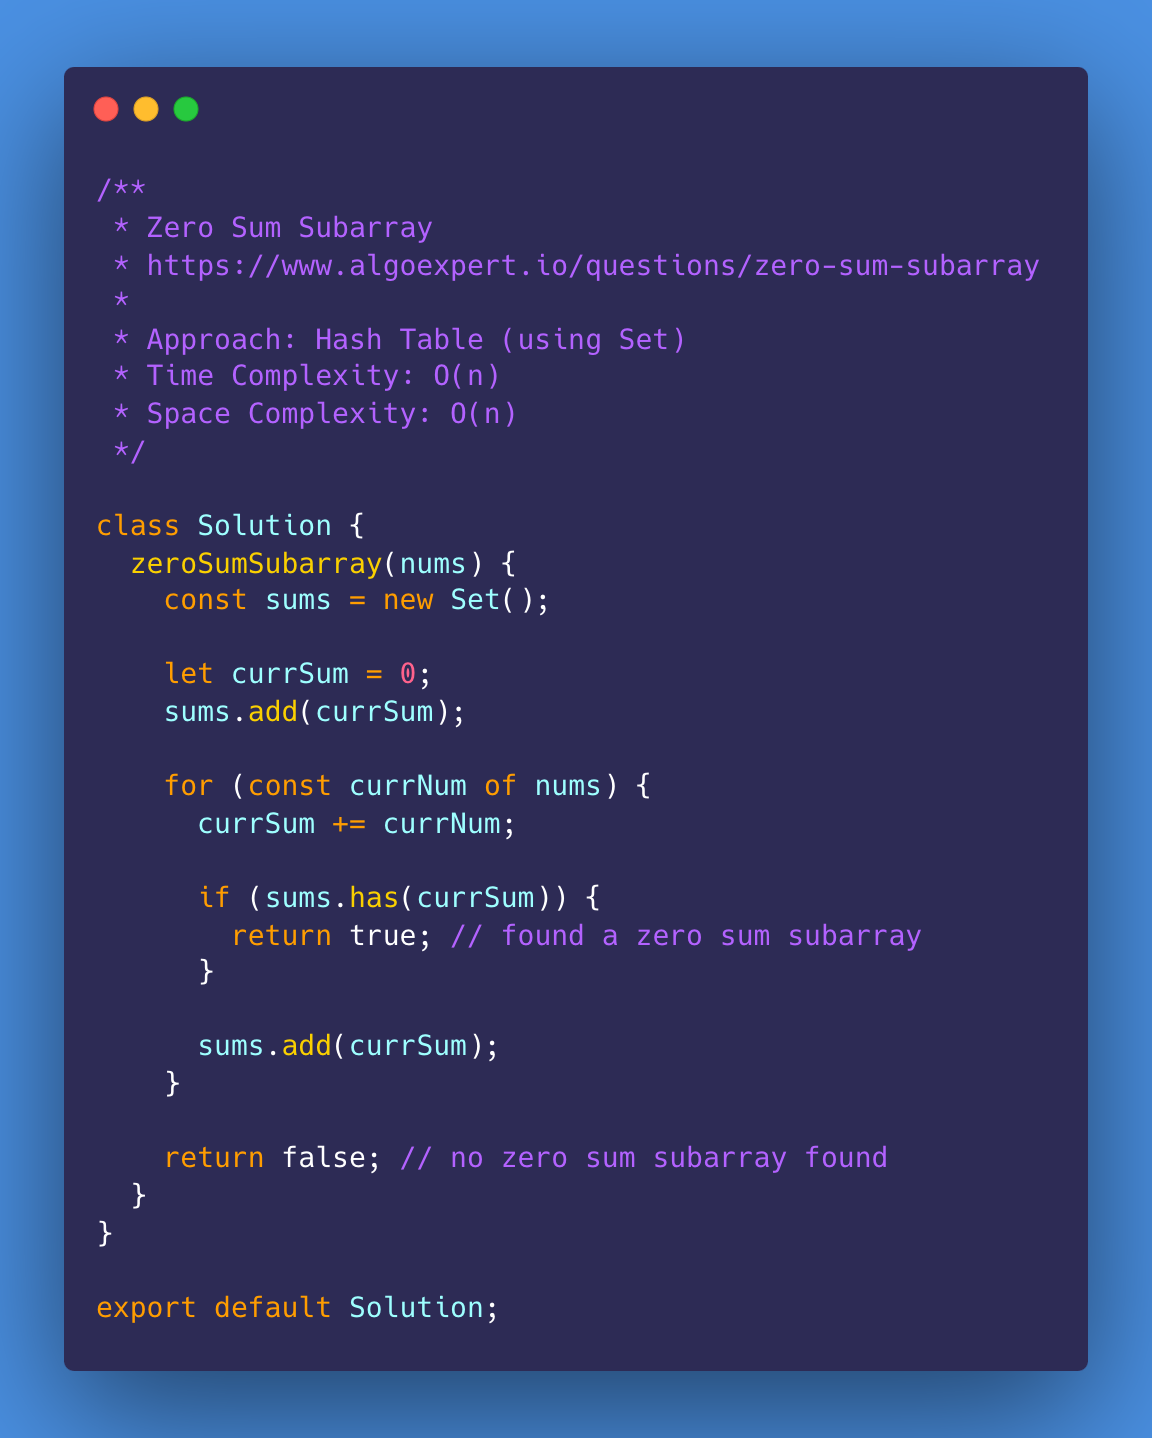 /**
 * Zero Sum Subarray
 * https://www.algoexpert.io/questions/zero-sum-subarray
 *
 * Approach: Hash Table (using Set)
 * Time Complexity: O(n)
 * Space Complexity: O(n)
 */

class Solution {
  zeroSumSubarray(nums) {
    const sums = new Set();

    let currSum = 0;
    sums.add(currSum);

    for (const currNum of nums) {
      currSum += currNum;

      if (sums.has(currSum)) {
        return true; // found a zero sum subarray
      }

      sums.add(currSum);
    }

    return false; // no zero sum subarray found
  }
}

export default Solution;